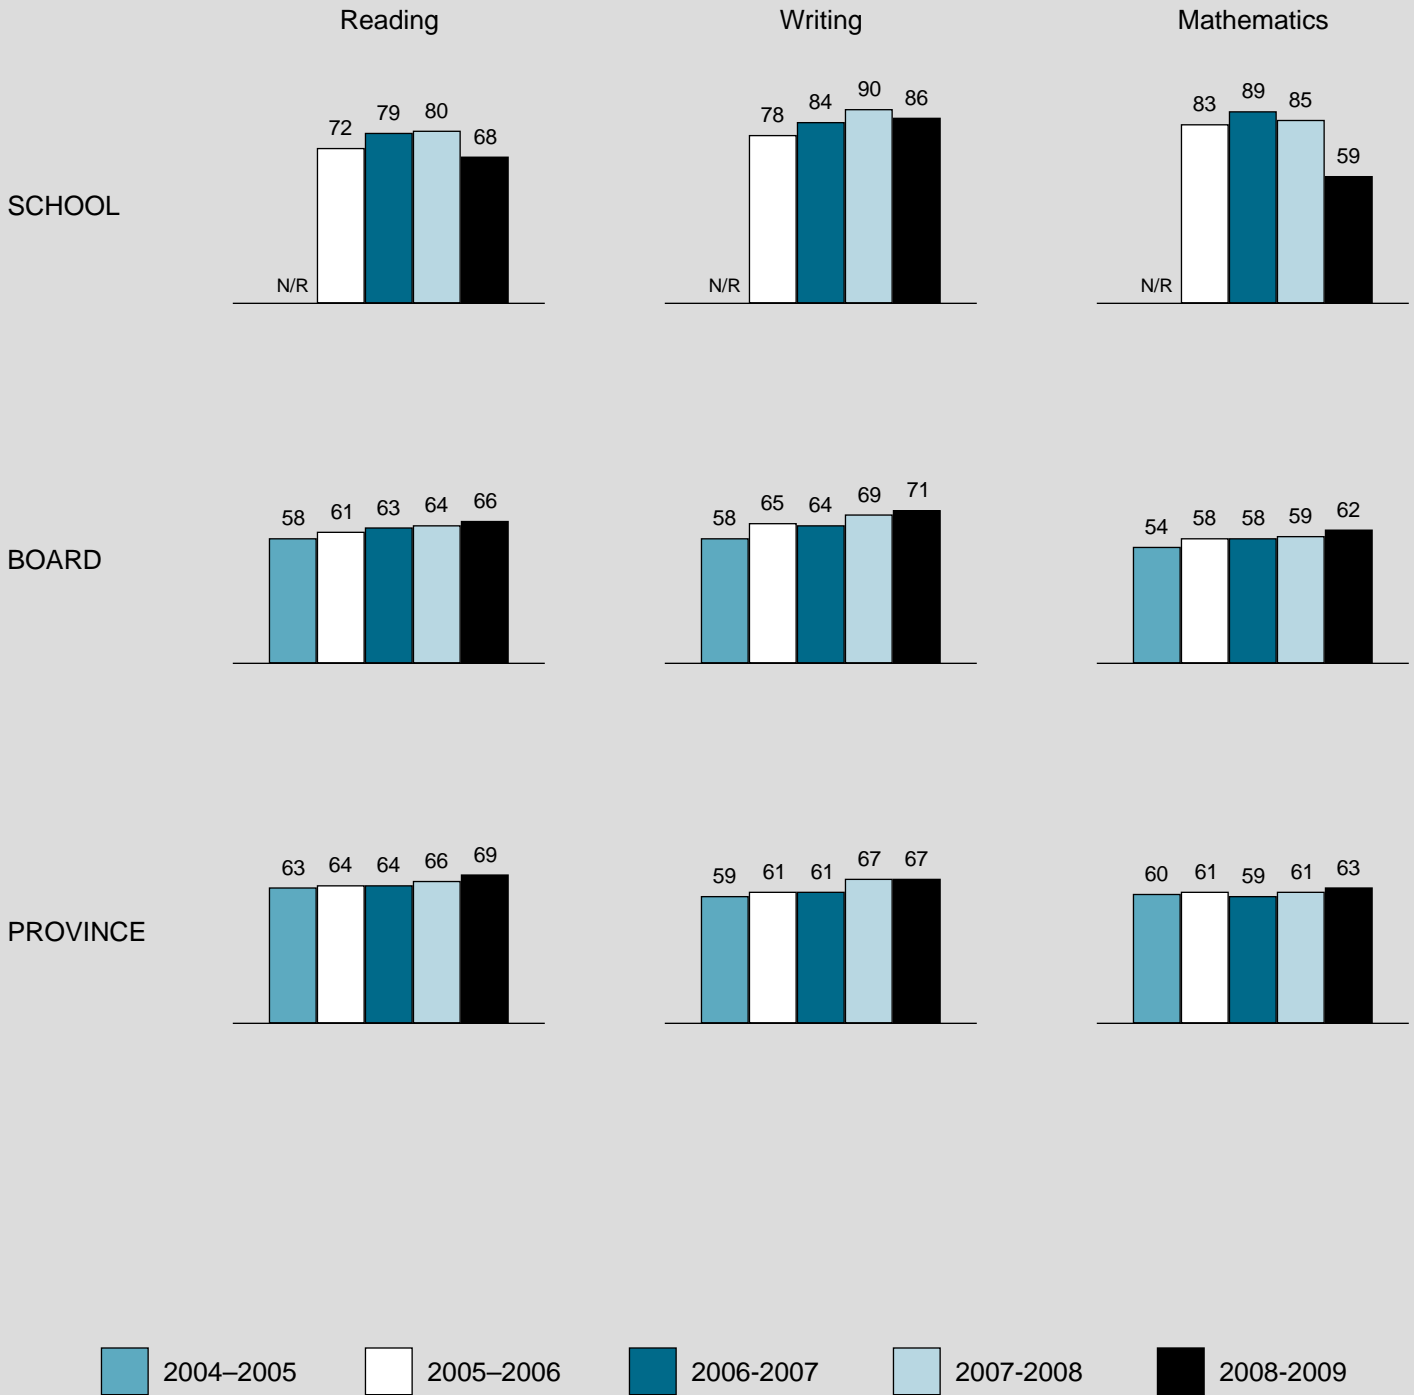 Reading Writing Mathematics
SCHOOL
N/R 72 79 80 68
N/R 78 84 90 86
N/R 83 89 85 59
BOARD
58 61 63 64 66
58 65 64 69 71
54 58 58 59 62
PROVINCE
63 64 64 66 69
59 61 61 67 67
60 61 59 61 63
2004–2005 2005–2006 2006-2007 2007-2008 2008-2009